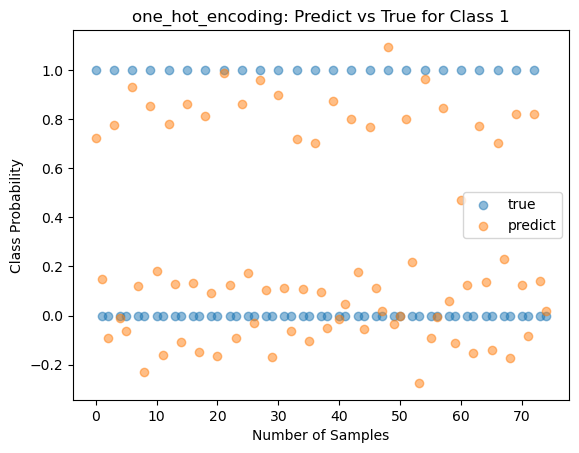 one_hot_encoding: Predict vs True for Class 1
Class Probability
1.0
0.8
0.6
0.4
0.2
0.0
−0.2
true
predict
0 10 20 30 40 50 60 70
Number of Samples